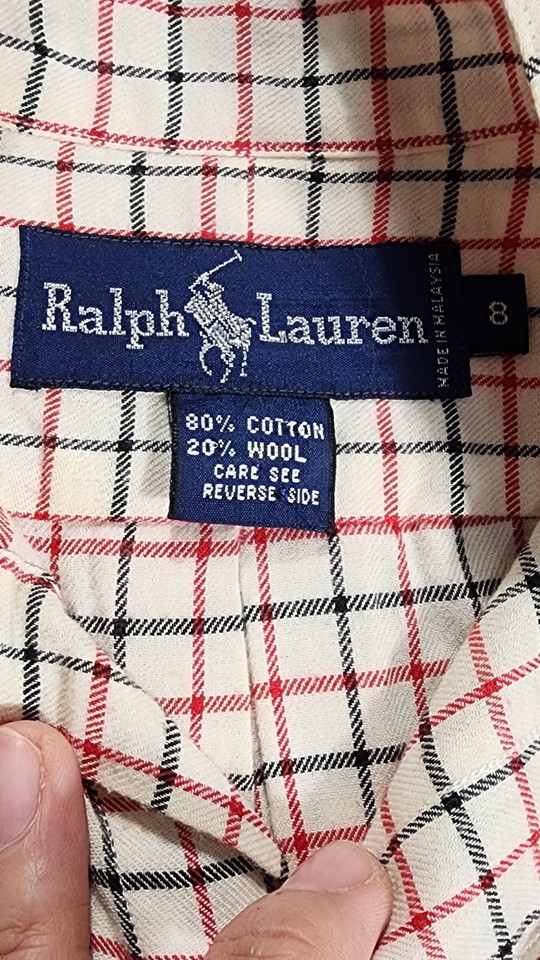 Ralph Lauren
MADE IN MALAYSIA
8
80% COTTON
20% WOOL
CARE SEE
REVERSE SIDE